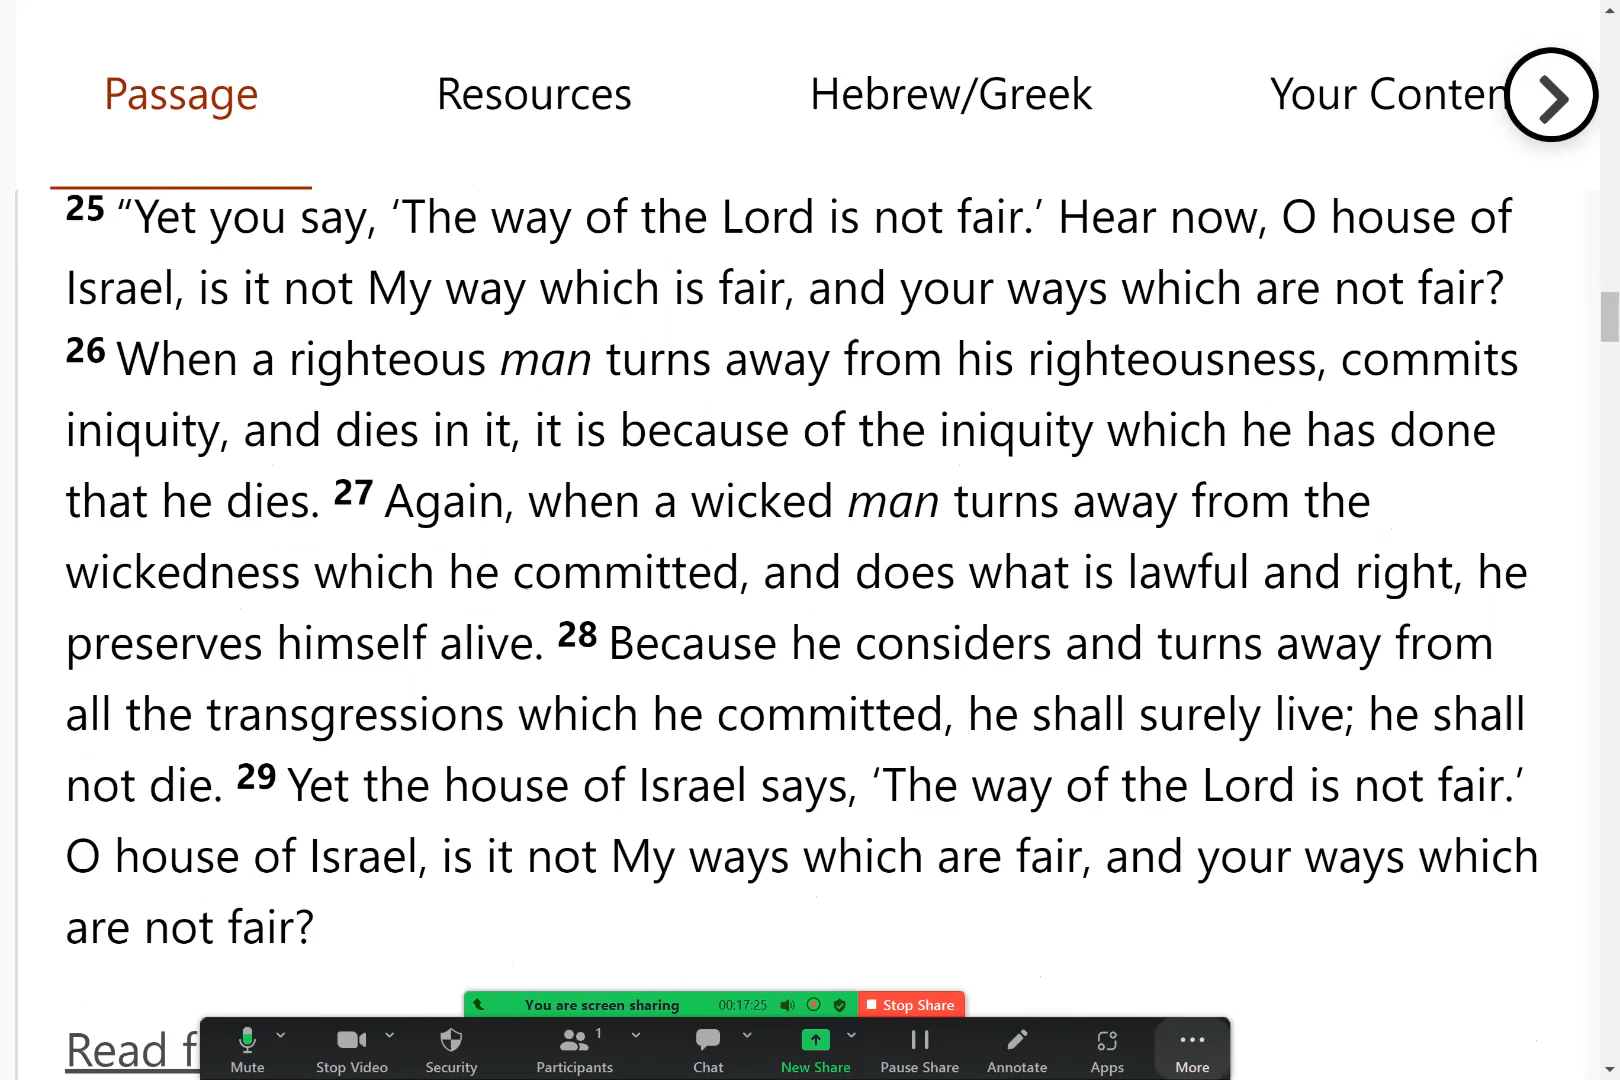 Passage Resources Hebrew/Greek Your Conten
25 “Yet you say, ‘The way of the Lord is not fair.’ Hear now, O house of
Israel, is it not My way which is fair, and your ways which are not fair?
26 When a righteous man turns away from his righteousness, commits
iniquity, and dies in it, it is because of the iniquity which he has done
that he dies. 27 Again, when a wicked man turns away from the
wickedness which he committed, and does what is lawful and right, he
preserves himself alive. 28 Because he considers and turns away from
all the transgressions which he committed, he shall surely live; he shall
not die. 29 Yet the house of Israel says, ‘The way of the Lord is not fair.’
O house of Israel, is it not My ways which are fair, and your ways which
are not fair?
You are screen sharing 00:17:25 Stop Share
Read f
1
Mute Stop Video Security Participants Chat New Share Pause Share Annotate Apps More